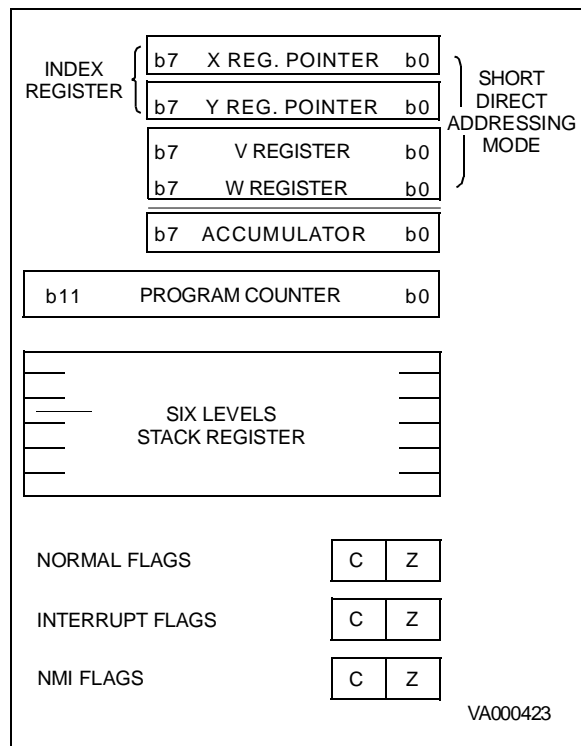 INDEX
REGISTER
b7 X REG. POINTER b0
b7 Y REG. POINTER b0
b7 V REGISTER b0
b7 W REGISTER b0
SHORT
DIRECT
ADDRESSING
MODE
b7 ACCUMULATOR b0
b11 PROGRAM COUNTER b0
SIX LEVELS
STACK REGISTER
NORMAL FLAGS C Z
INTERRUPT FLAGS C Z
NMI FLAGS C Z
VA000423